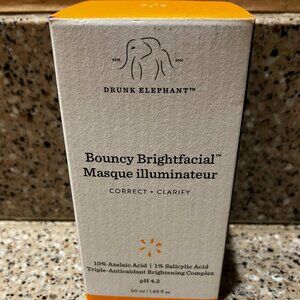 DRUNK ELEPHANT™
Bouncy Brightfacial™
Masque illuminateur
CORRECT + CLARIFY
10% Azelaic Acid | 1% Salicylic Acid
Triple-Antioxidant Brightening Complex
pH 4.2
50 ml / 1.69 fl oz